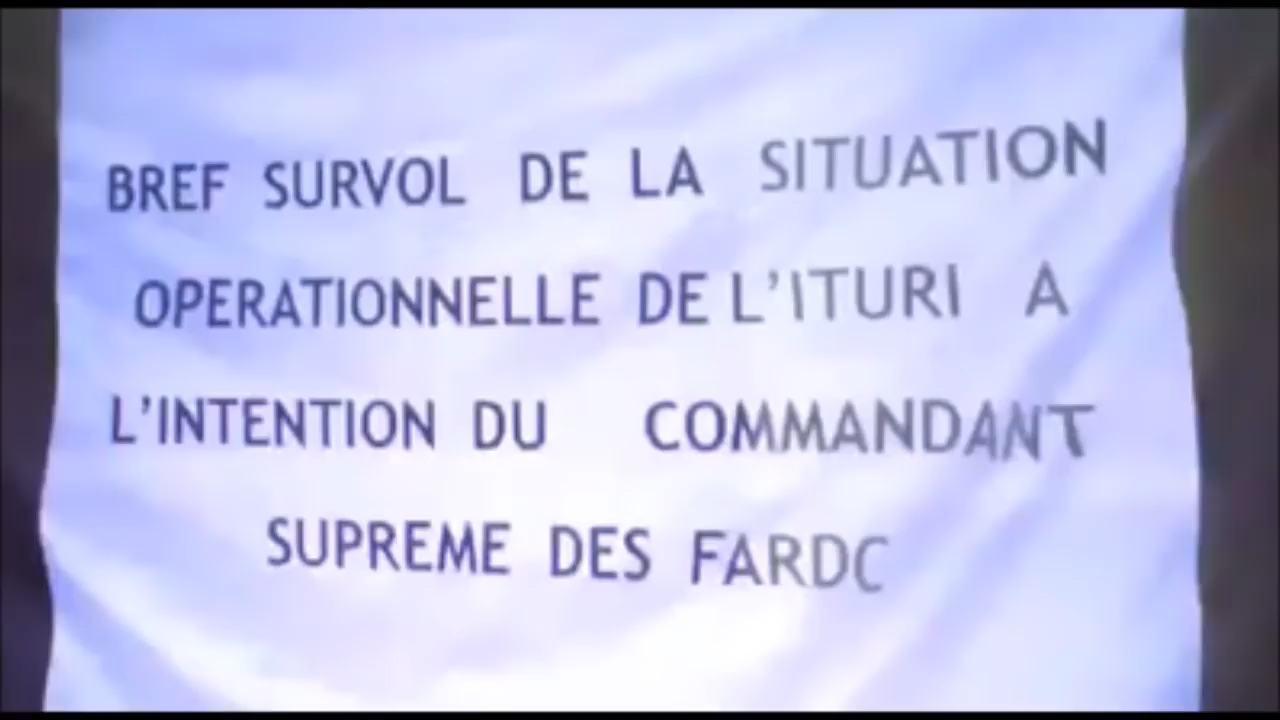 BREF SURVOL DE LA SITUATION
OPERATIONNELLE DE L'ITURI A
L'INTENTION DU COMMANDANT
SUPREME DES FARDC